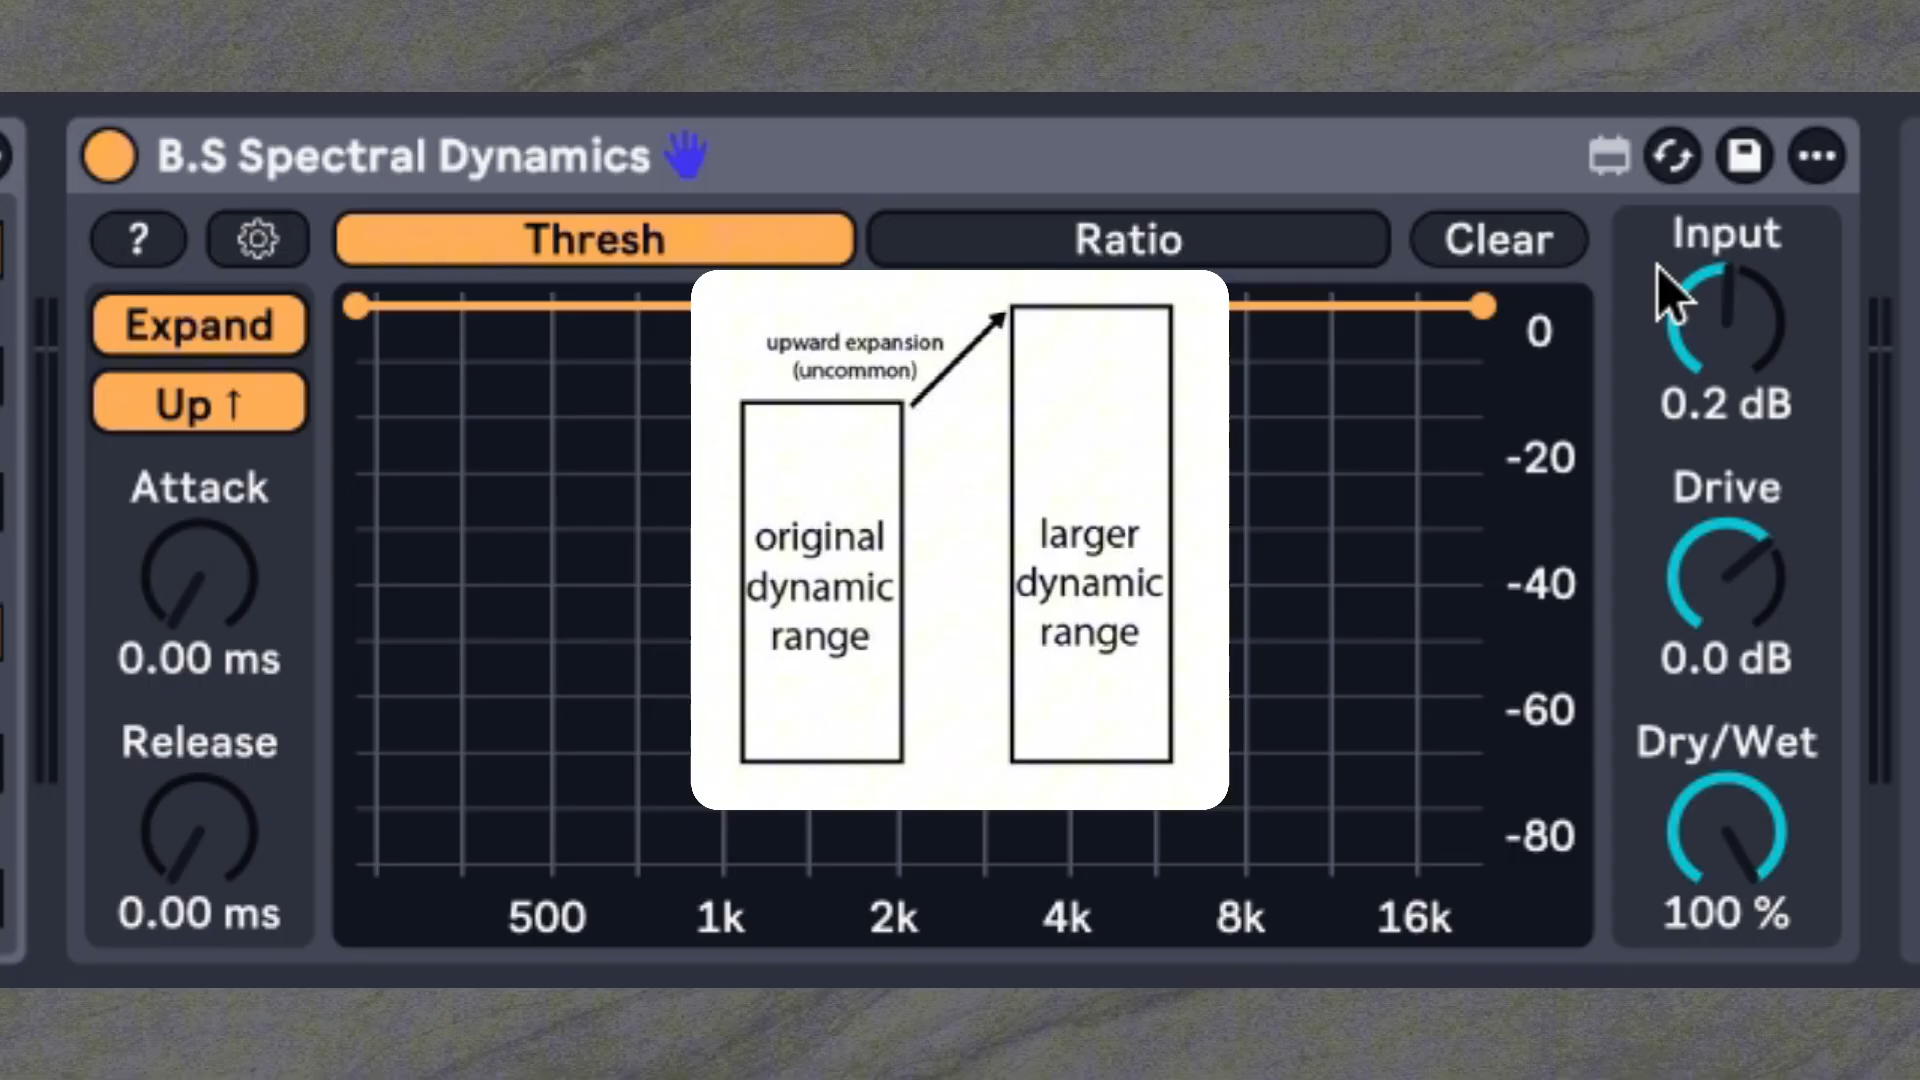 B.S Spectral Dynamics
?
Thresh
Ratio
Clear
Expand
Up ↑
Attack
0.00 ms
Release
0.00 ms
upward expansion
(uncommon)
original
dynamic
range
larger
dynamic
range
0
-20
-40
-60
-80
500
1k
2k
4k
8k
16k
Input
0.2 dB
Drive
0.0 dB
Dry/Wet
100 %